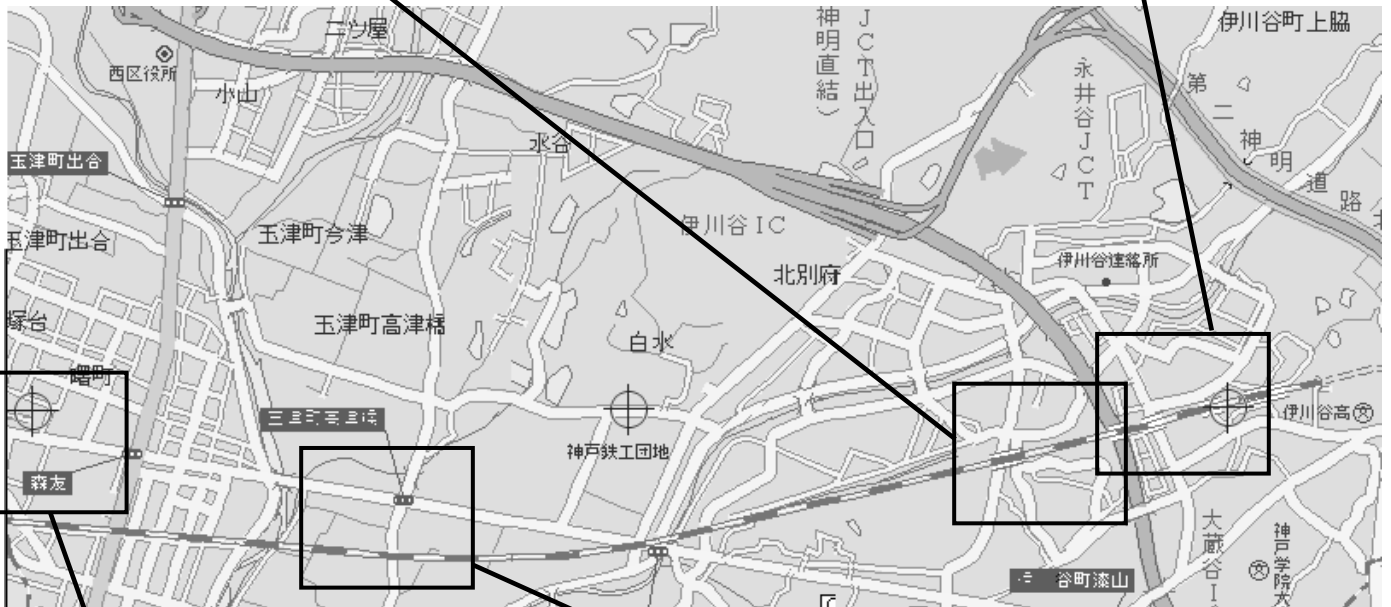 二ツ屋
西区役所
小山
玉津町出合
玉津町出合
玉津町今津
水谷
神明直結）
JCT出入口
永井谷JCT
伊川谷町上脇
第二神明道路北
伊川谷IC
北別府
伊川谷連絡所
塚台
玉津町高津橋
白水
曙町
森友
神戸鉄工団地
伊川谷高
谷町漆山
大蔵谷I
神戸学院大